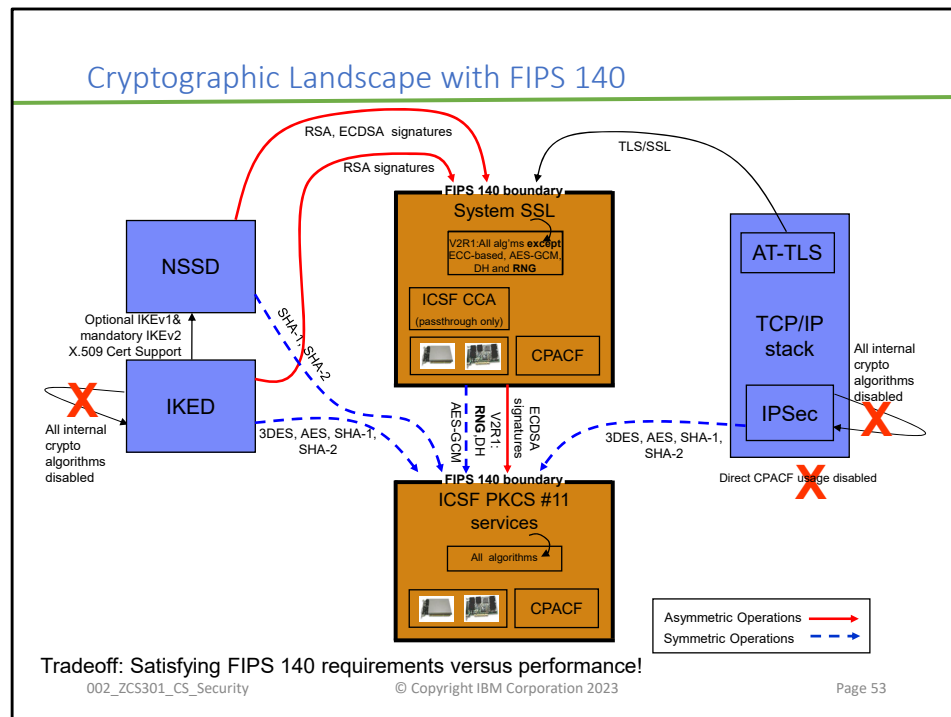 Cryptographic Landscape with FIPS 140
RSA, ECDSA  signatures
RSA signatures
TLS/SSL
FIPS 140 boundary
System SSL
V2R1:All alg'ms except
ECC-based, AES-GCM,
DH and RNG
ICSF CCA
(passthrough only)
CPACF
NSSD
Optional IKEv1&
mandatory IKEv2
X.509 Cert Support
IKED
X
All internal
crypto
algorithms
disabled
SHA-1, SHA-2
3DES, AES, SHA-1,
SHA-2
AES-GCM
RNG,DH
V2R1:
signatures
ECDSA
AT-TLS
TCP/IP
stack
IPSec
All internal
crypto
algorithms
disabled
X
3DES, AES, SHA-1,
SHA-2
Direct CPACF usage disabled
X
FIPS 140 boundary
ICSF PKCS #11
services
All  algorithms
CPACF
Asymmetric Operations
Symmetric Operations
Tradeoff: Satisfying FIPS 140 requirements versus performance!
002_ZCS301_CS_Security
© Copyright IBM Corporation 2023
Page 53